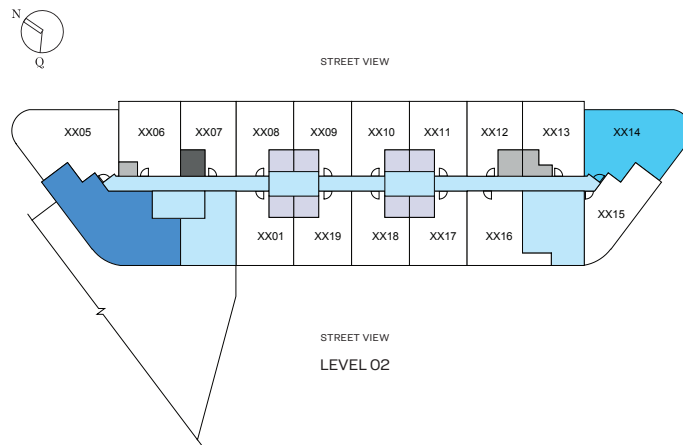 N
Q
STREET VIEW
XX05 XX06 XX07 XX08 XX09 XX10 XX11 XX12 XX13 XX14
XX15
XX01 XX19 XX18 XX17 XX16
STREET VIEW
LEVEL 02